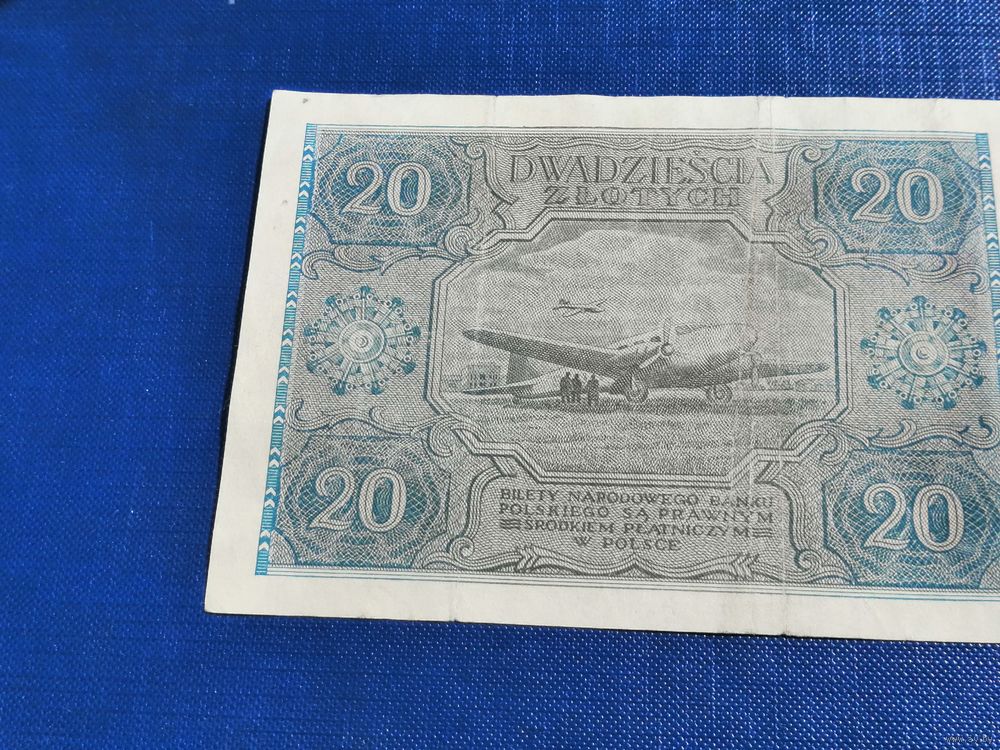 20
DWADZIEŚCIA
ZŁOTYCH
20
20
BILETY NARODOWEGO BANKU
POLSKIEGO SĄ PRAWNYM
ŚRODKIEM PŁATNICZYM
W POLSCE
20